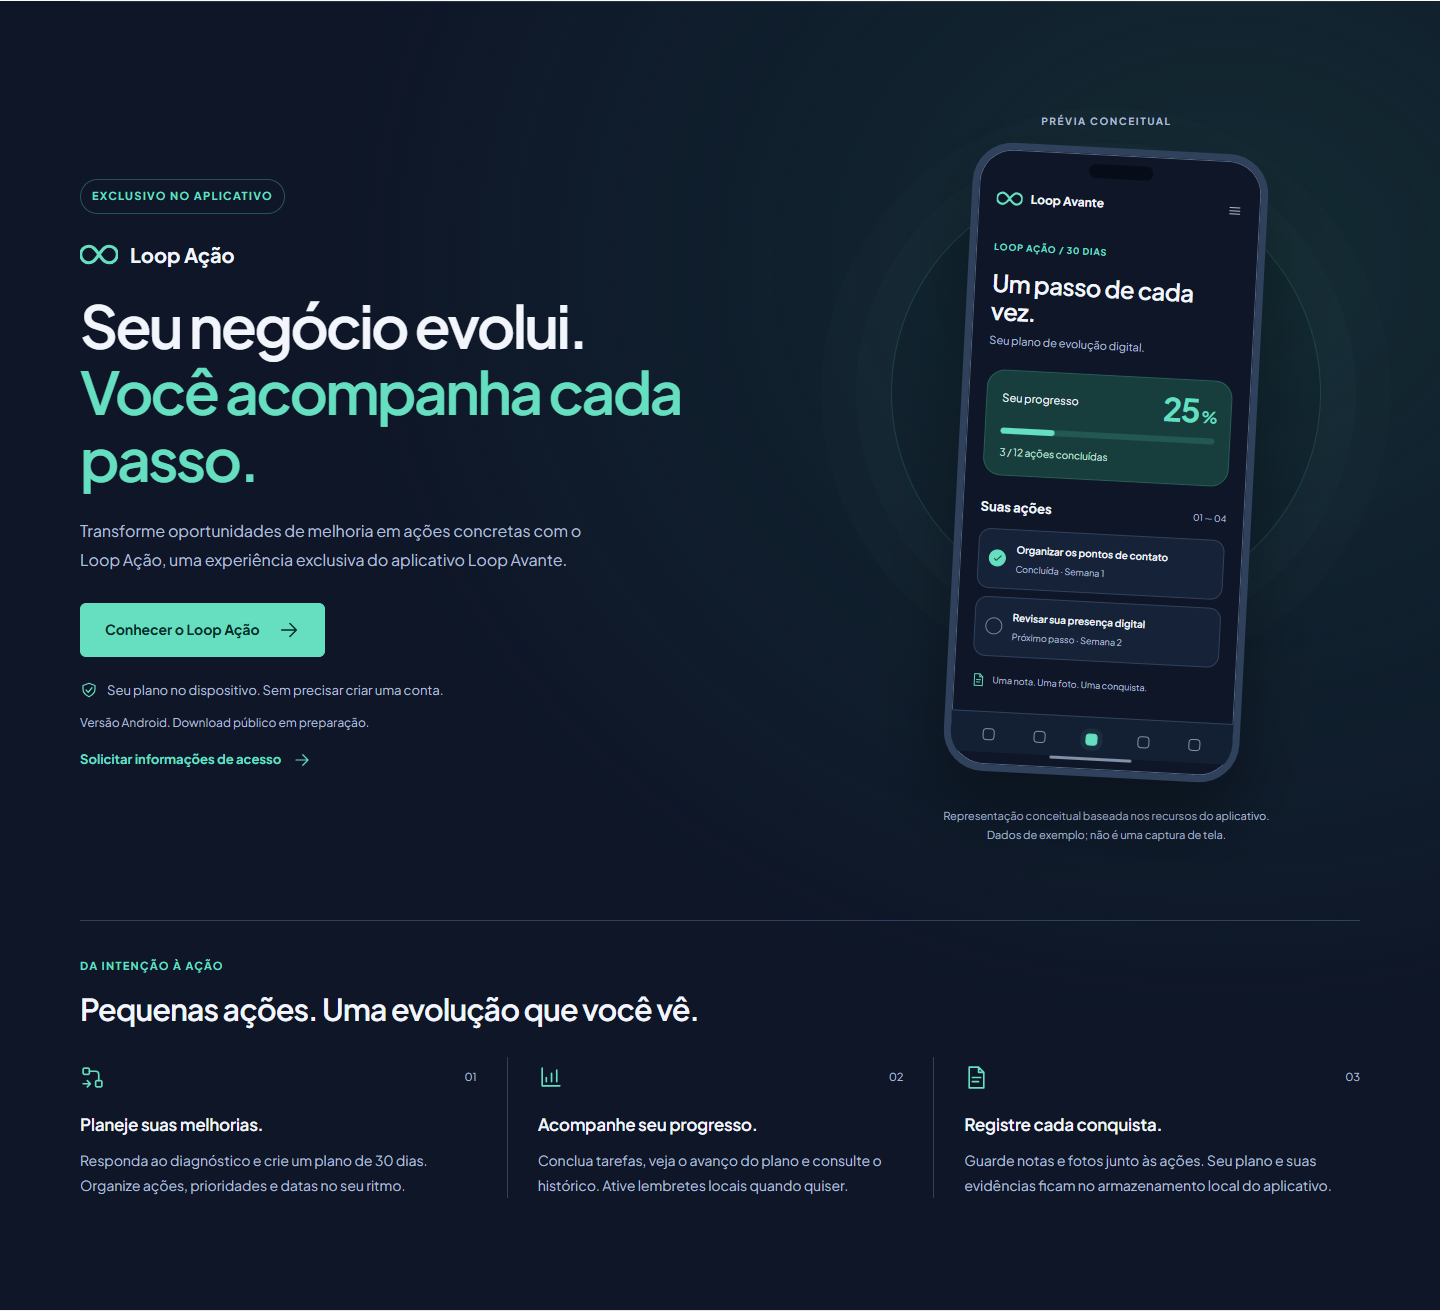 EXCLUSIVO NO APLICATIVO
Loop Ação
Seu negócio evolui.
Você acompanha cada
passo.
Transforme oportunidades de melhoria em ações concretas com o
Loop Ação, uma experiência exclusiva do aplicativo Loop Avante.
Conhecer o Loop Ação
Seu plano no dispositivo. Sem precisar criar uma conta.
Versão Android. Download público em preparação.
Solicitar informações de acesso
PRÉVIA CONCEITUAL
Loop Avante
LOOP AÇÃO / 30 DIAS
Um passo de cada
vez.
Seu plano de evolução digital.
Seu progresso
25%
3 / 12 ações concluídas
Suas ações
01 — 04
Organizar os pontos de contato
Concluída · Semana 1
Revisar sua presença digital
Próximo passo · Semana 2
Uma nota. Uma foto. Uma conquista.
Representação conceitual baseada nos recursos do aplicativo.
Dados de exemplo; não é uma captura de tela.
DA INTENÇÃO À AÇÃO
Pequenas ações. Uma evolução que você vê.
01
Planeje suas melhorias.
Responda ao diagnóstico e crie um plano de 30 dias.
Organize ações, prioridades e datas no seu ritmo.
02
Acompanhe seu progresso.
Conclua tarefas, veja o avanço do plano e consulte o
histórico. Ative lembretes locais quando quiser.
03
Registre cada conquista.
Guarde notas e fotos junto às ações. Seu plano e suas
evidências ficam no armazenamento local do aplicativo.